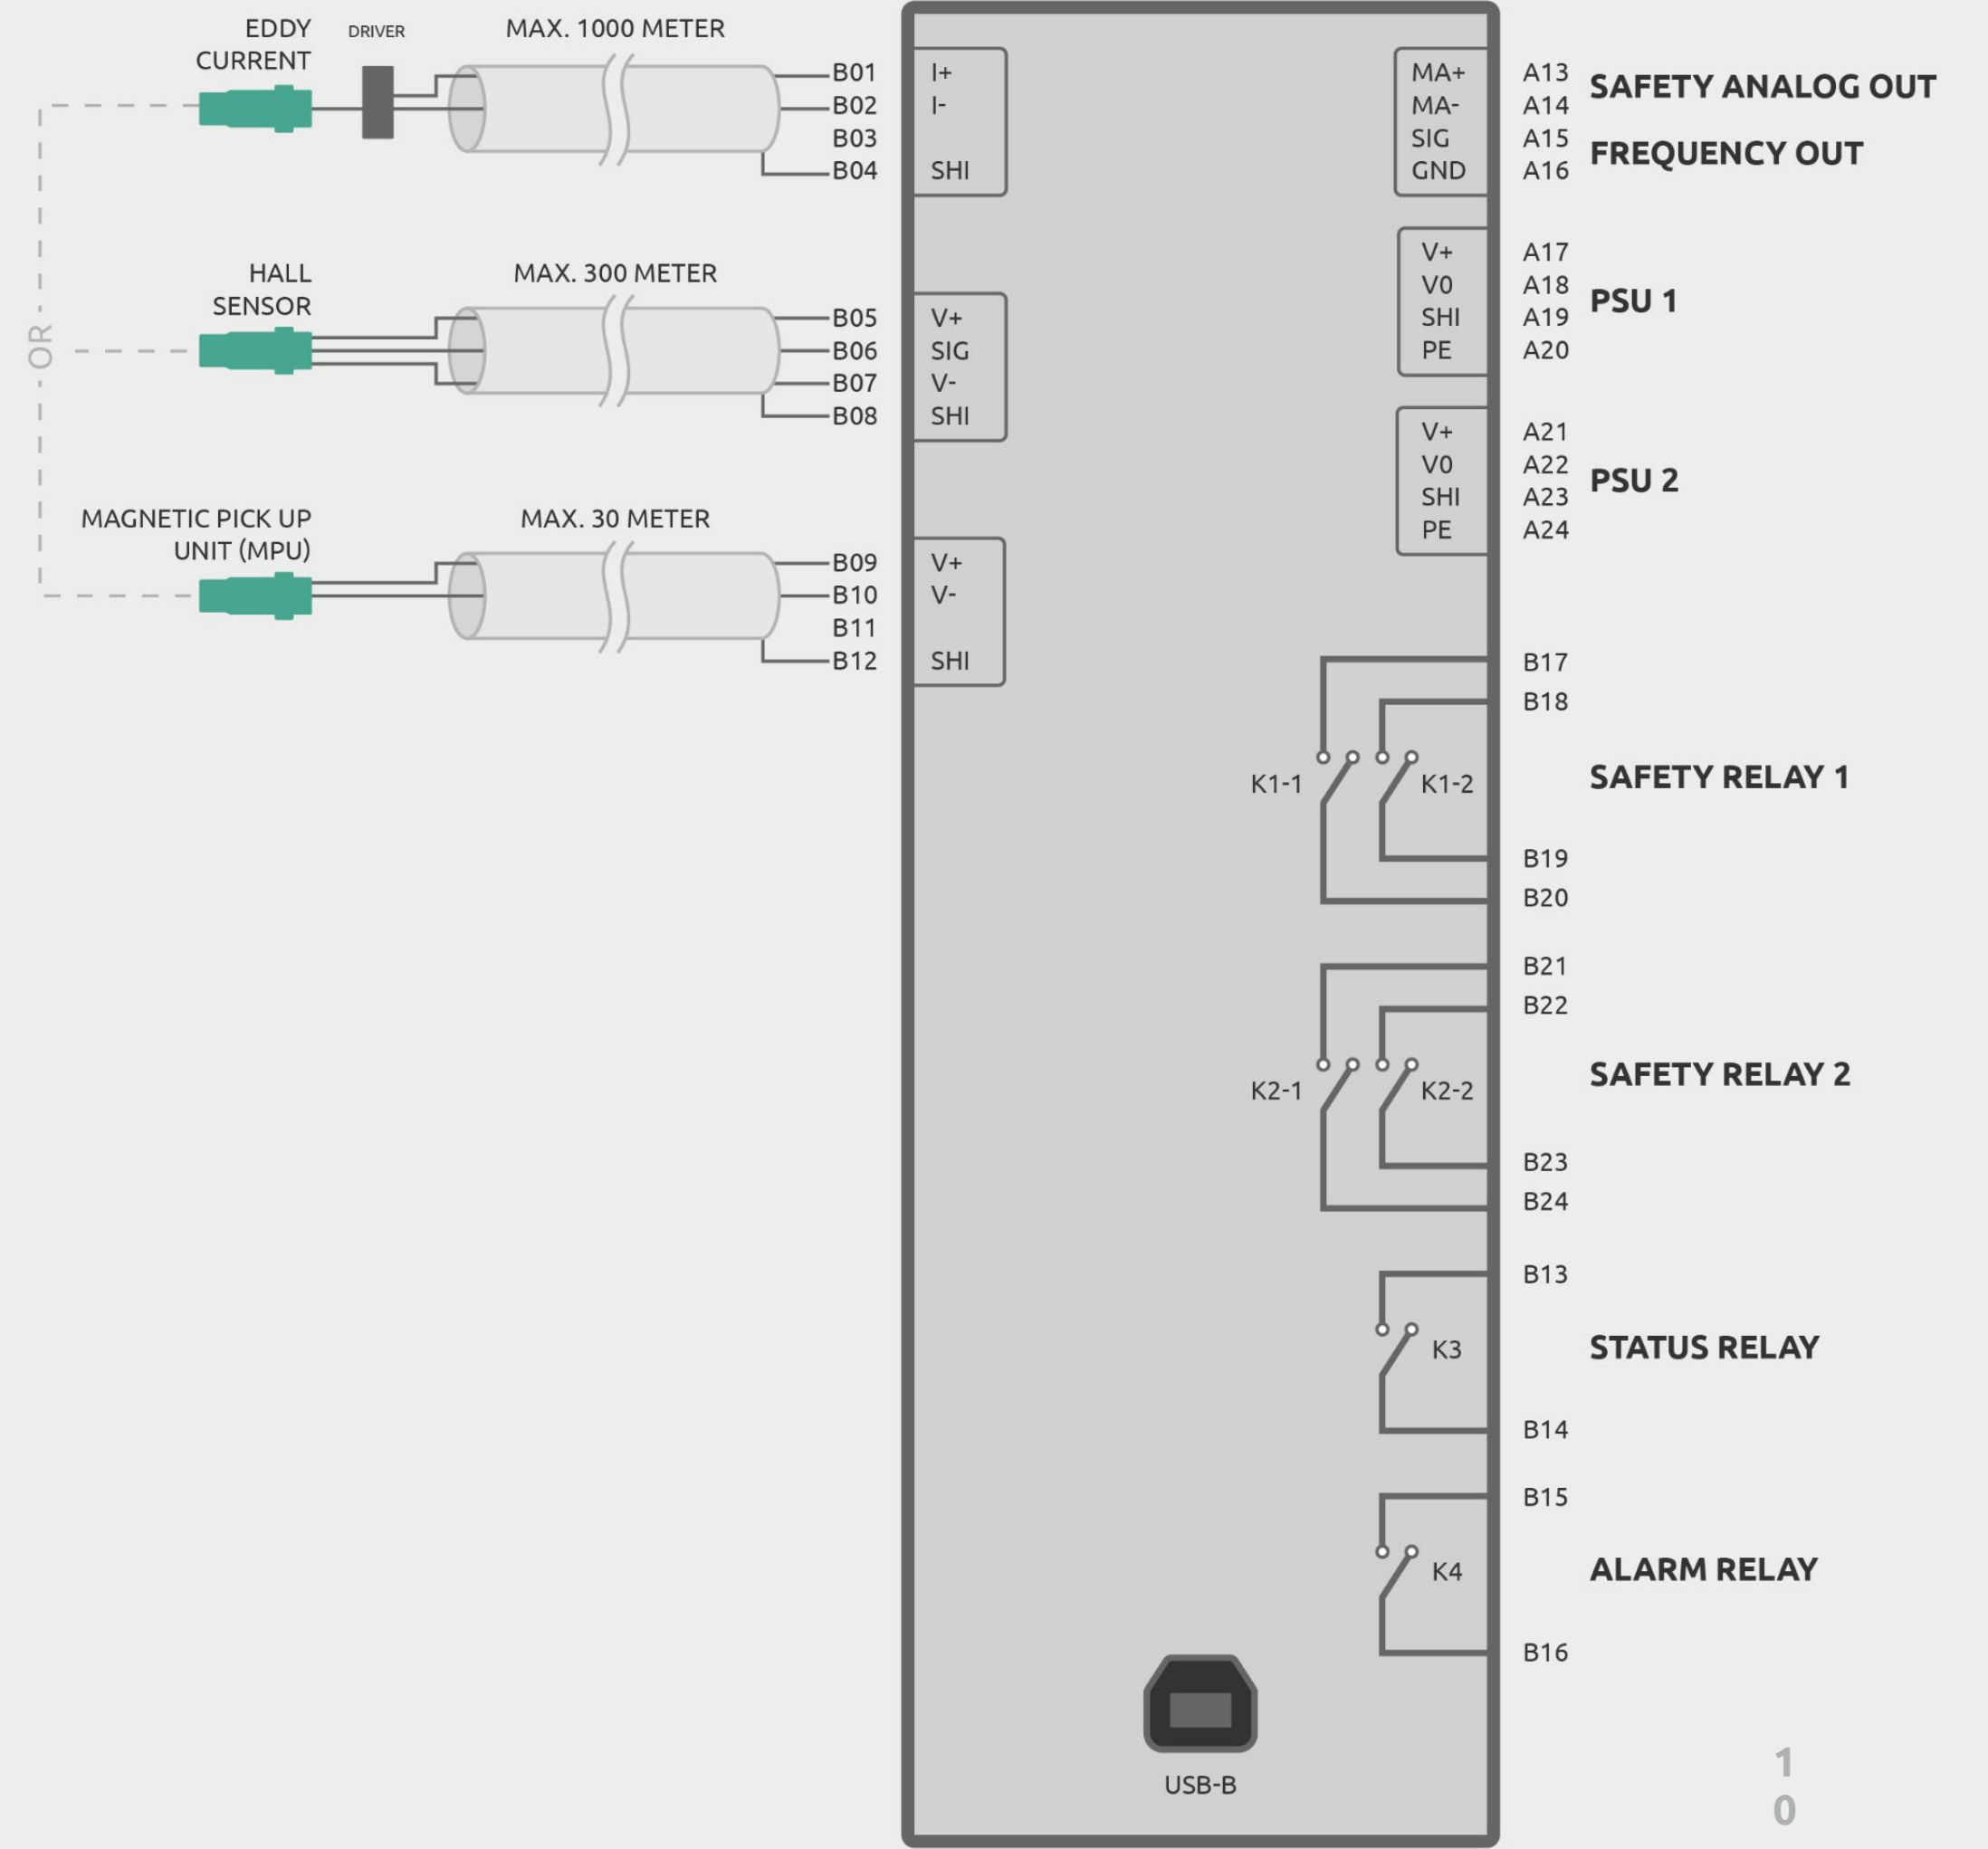 EDDY
CURRENT
DRIVER
MAX. 1000 METER
B01 I+
B02 I-
B03
B04 SHI
MA+ A13
MA- A14
SIG A15
GND A16
SAFETY ANALOG OUT
FREQUENCY OUT
OR
HALL
SENSOR
MAX. 300 METER
B05 V+
B06 SIG
B07 V-
B08 SHI
V+ A17
V0 A18
SHI A19
PE A20
PSU 1
V+ A21
V0 A22
SHI A23
PE A24
PSU 2
MAGNETIC PICK UP
UNIT (MPU)
MAX. 30 METER
B09 V+
B10 V-
B11
B12 SHI
B17
B18
K1-1 K1-2
SAFETY RELAY 1
B19
B20
B21
B22
K2-1 K2-2
SAFETY RELAY 2
B23
B24
B13
K3
STATUS RELAY
B14
B15
K4
ALARM RELAY
B16
USB-B
1
0